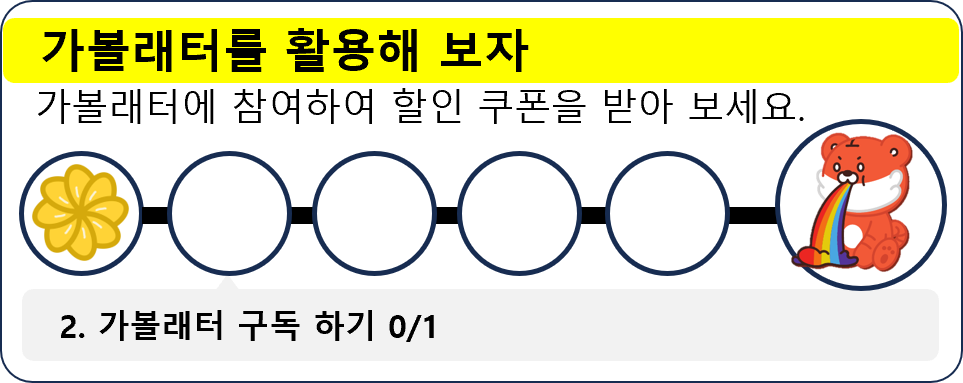 가볼래터를 활용해 보자
가볼래터에 참여하여 할인 쿠폰을 받아 보세요.
2. 가볼래터 구독 하기 0/1